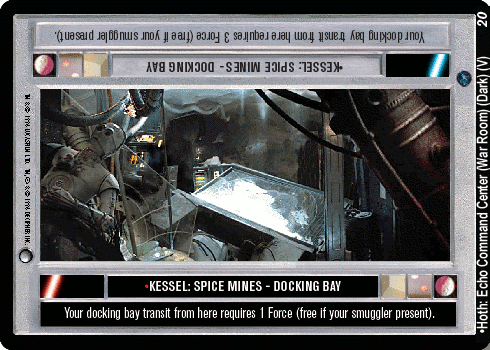 Your docking bay transit from here requires 3 Force (free if your smuggler present).
•KESSEL: SPICE MINES - DOCKING BAY
•KESSEL: SPICE MINES - DOCKING BAY
Your docking bay transit from here requires 1 Force (free if your smuggler present).
•Hoth: Echo Command Center (War Room) (Dark) (V) 20